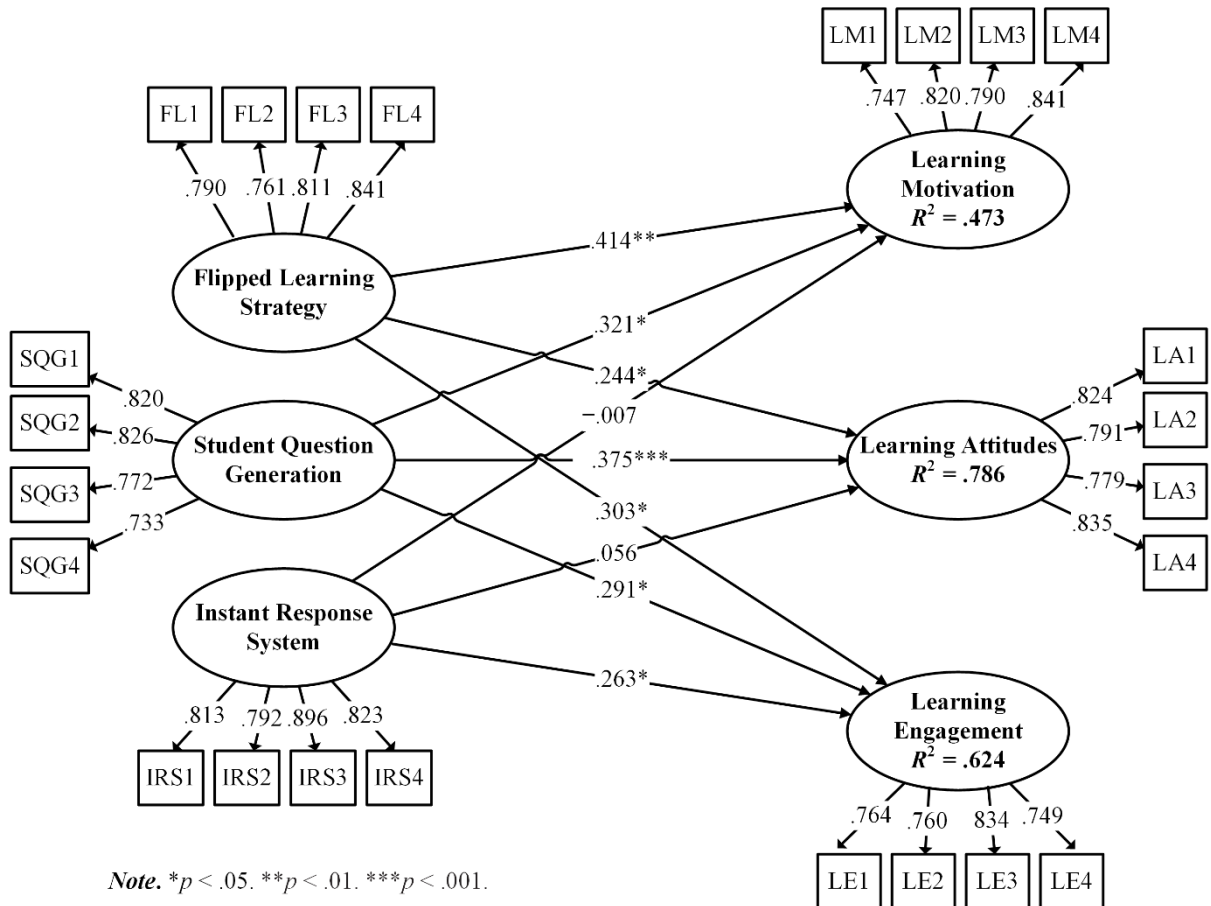 LM1 LM2 LM3 LM4
.747 .820 .790 .841
FL1 FL2 FL3 FL4
.790 .761 .811 .841
Learning
Motivation
R² = .473
.414**
Flipped Learning
Strategy
.321*
.244*
−.007
SQG1
SQG2
SQG3
SQG4
.820
.826
.772
.733
Student Question
Generation
.375***
.303*
.056
.291*
.263*
Learning Attitudes
R² = .786
.824
.791
.779
.835
LA1
LA2
LA3
LA4
Instant Response
System
.813 .792 .896 .823
IRS1 IRS2 IRS3 IRS4
Learning
Engagement
R² = .624
.764 .760 834 .749
LE1 LE2 LE3 LE4
Note. *p < .05. **p < .01. ***p < .001.